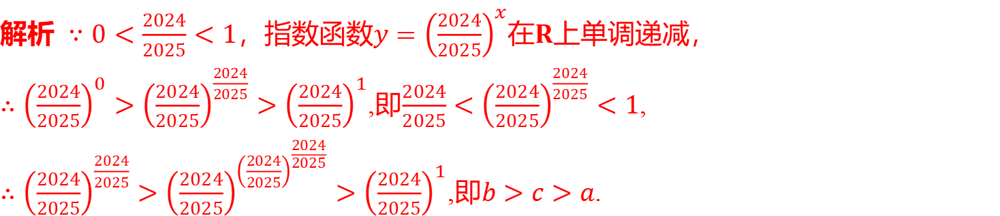 解析 ∵ 0 < \frac{2024}{2025} < 1，指数函数y = \left(\frac{2024}{2025}\right)^{x}在R上单调递减，
∴ \left(\frac{2024}{2025}\right)^{0} > \left(\frac{2024}{2025}\right)^{\frac{2024}{2025}} > \left(\frac{2024}{2025}\right)^{1},即\frac{2024}{2025} < \left(\frac{2024}{2025}\right)^{\frac{2024}{2025}} < 1,
∴ \left(\frac{2024}{2025}\right)^{\frac{2024}{2025}} > \left(\frac{2024}{2025}\right)^{\left(\frac{2024}{2025}\right)^{\frac{2024}{2025}}} > \left(\frac{2024}{2025}\right)^{1},即b > c > a.